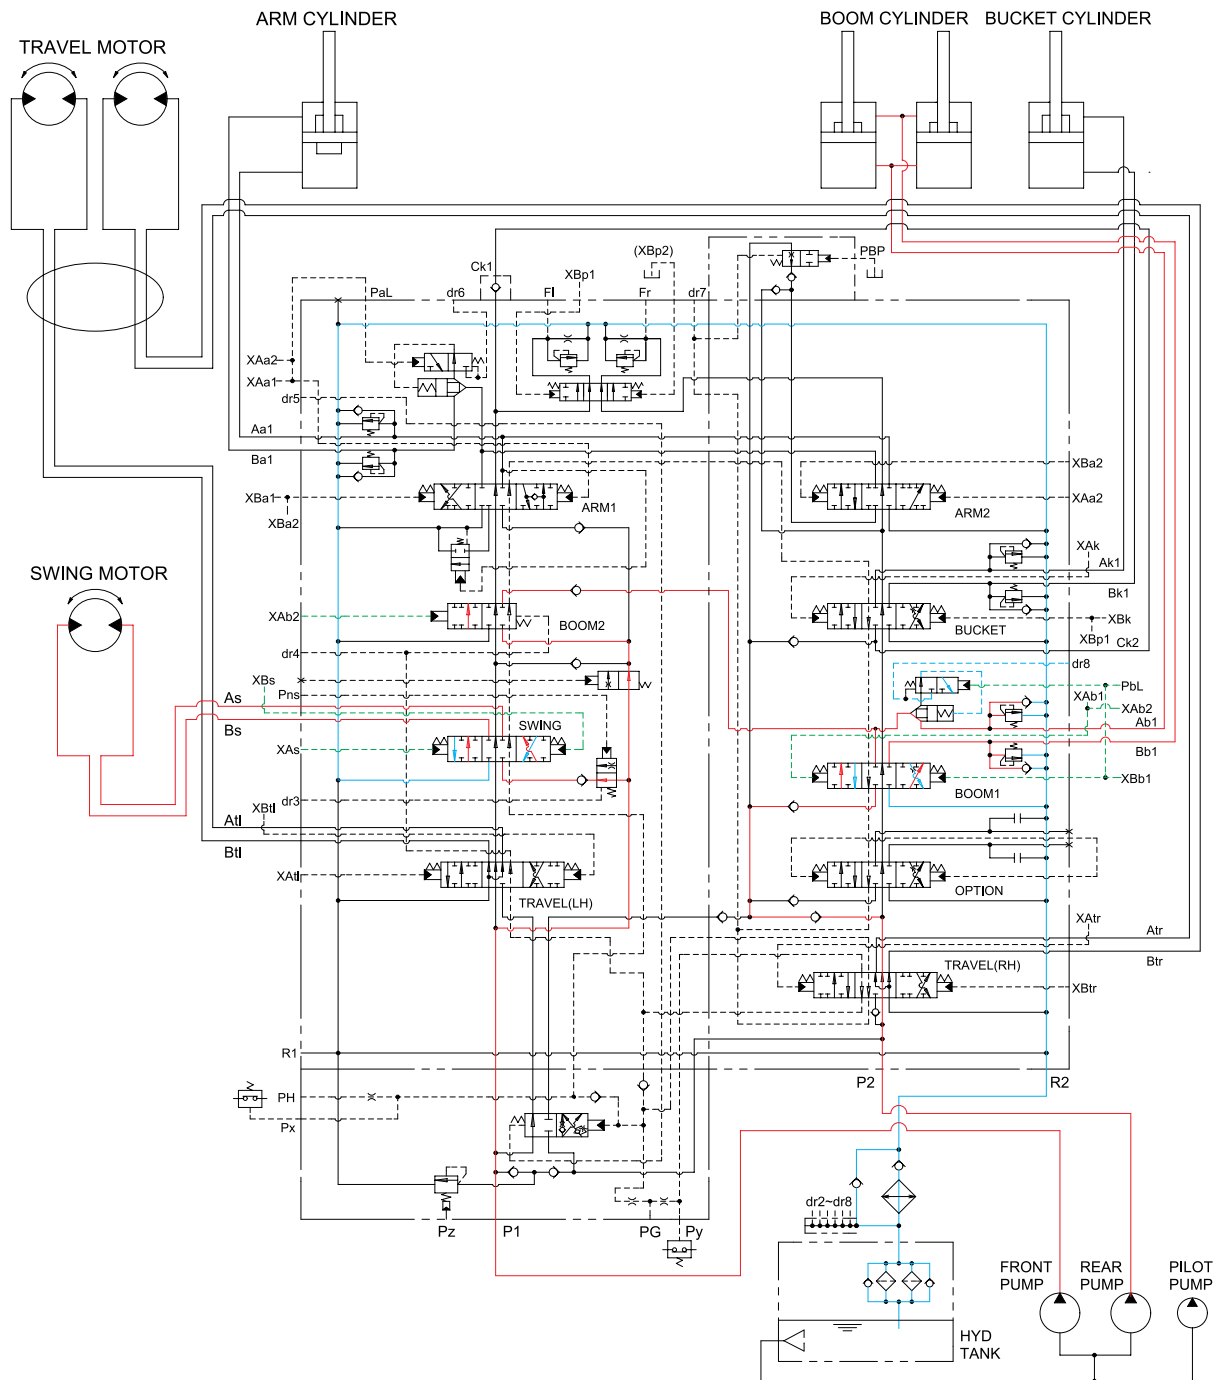 ARM CYLINDER
BOOM CYLINDER
BUCKET CYLINDER
TRAVEL MOTOR
(XBp2)
PBP
Ck1
XBp1
PaL
dr6
Fl
Fr
dr7
XAa2
XAa1
dr5
Aa1
Ba1
XBa2
XBa1
XBa2
ARM1
ARM2
XAa2
XAk
Ak1
SWING MOTOR
Bk1
XAb2
BOOM2
BUCKET
XBk
XBp1
Ck2
dr4
dr8
XBs
Pns
PbL
XAb1
XAb2
As
Bs
SWING
Ab1
XAs
Bb1
BOOM1
XBb1
dr3
XBtl
Atl
Btl
XAtl
OPTION
TRAVEL(LH)
XAtr
Atr
TRAVEL(RH)
Btr
XBtr
R1
P2
R2
PH
Px
Pz
P1
PG
Py
dr2~dr8
FRONT
PUMP
REAR
PUMP
PILOT
PUMP
HYD
TANK